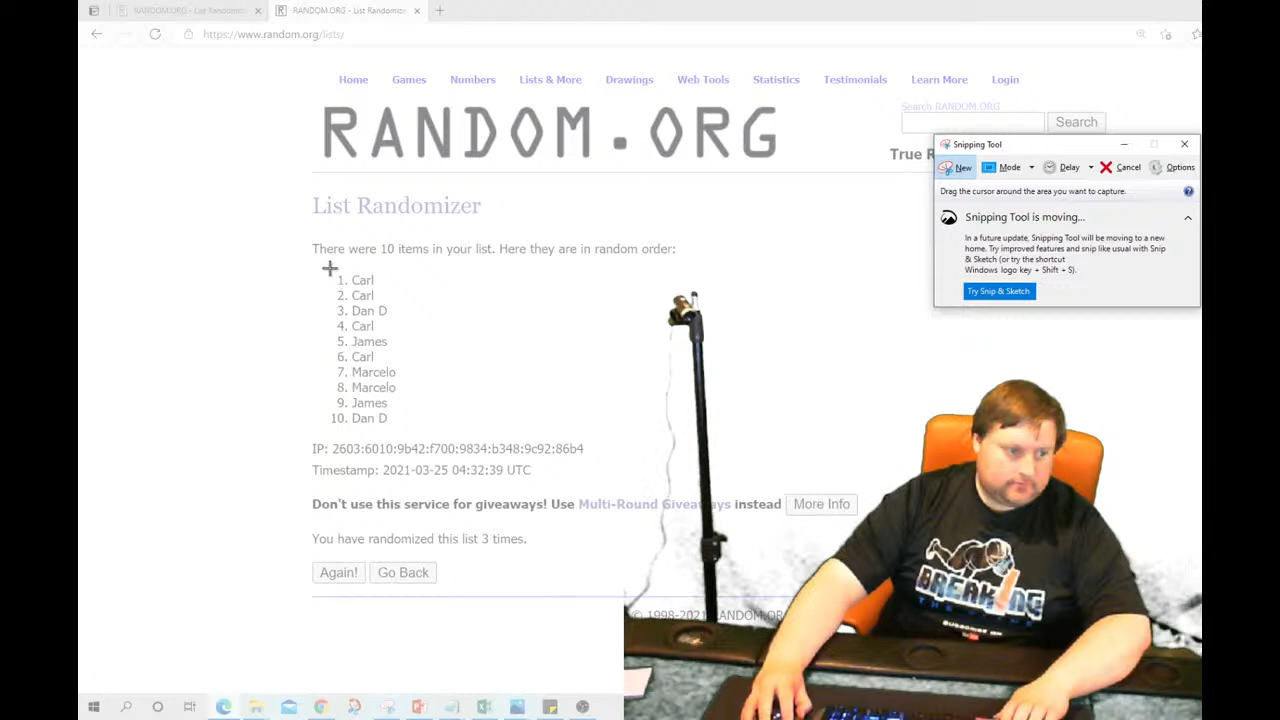 RANDOM.ORG - List Randomize
RANDOM.ORG - List Randomize
https://www.random.org/lists/
Home Games Numbers Lists & More Drawings Web Tools Statistics Testimonials Learn More Login
Search RANDOM.ORG
RANDOM.ORG
Search
True R
Snipping Tool
New Mode Delay Cancel Options
Drag the cursor around the area you want to capture.
Snipping Tool is moving...
In a future update, Snipping Tool will be moving to a new
home. Try improved features and snip like usual with Snip
& Sketch (or try the shortcut
Windows logo key + Shift + S).
Try Snip & Sketch
List Randomizer
There were 10 items in your list. Here they are in random order:
1. Carl
2. Carl
3. Dan D
4. Carl
5. James
6. Carl
7. Marcelo
8. Marcelo
9. James
10. Dan D
IP: 2603:6010:9b42:f700:9834:b348:9c92:86b4
Timestamp: 2021-03-25 04:32:39 UTC
Don't use this service for giveaways! Use Multi-Round Giveaways instead More Info
You have randomized this list 3 times.
Again! Go Back
© 1998-2021 RANDOM.ORG
BREAKING